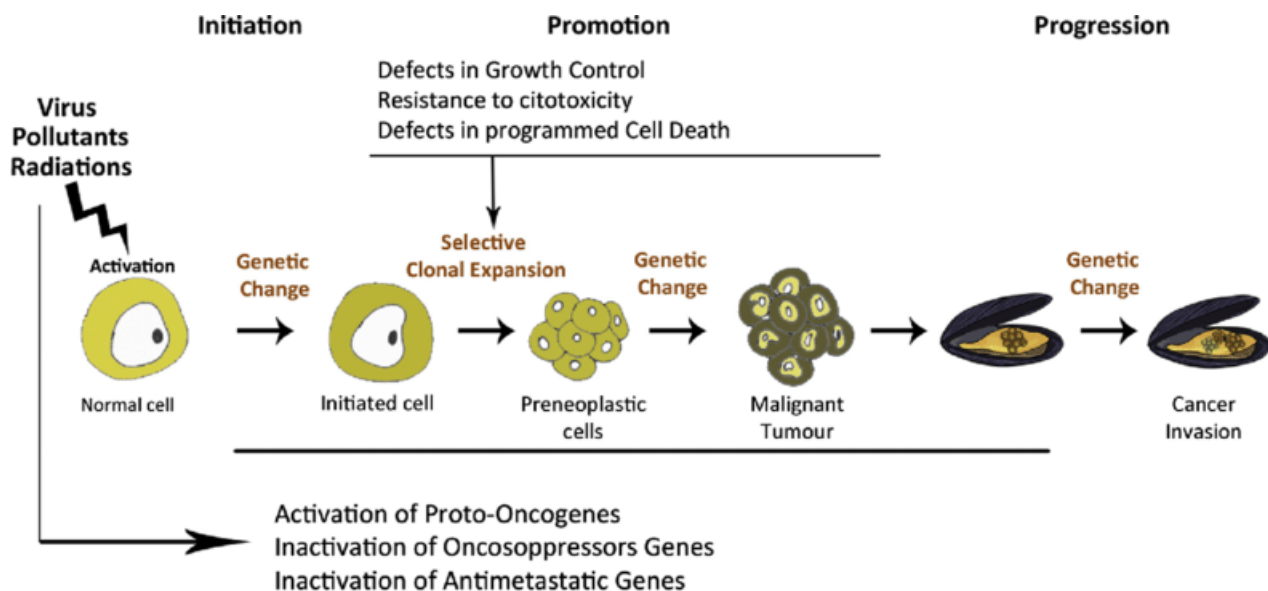 Initiation
Promotion
Progression
Defects in Growth Control
Resistance to citotoxicity
Defects in programmed Cell Death
Virus
Pollutants
Radiations
Activation
Genetic
Change
Selective
Clonal Expansion
Genetic
Change
Genetic
Change
Normal cell
Initiated cell
Preneoplastic
cells
Malignant
Tumour
Cancer
Invasion
Activation of Proto-Oncogenes
Inactivation of Oncosoppressors Genes
Inactivation of Antimetastatic Genes